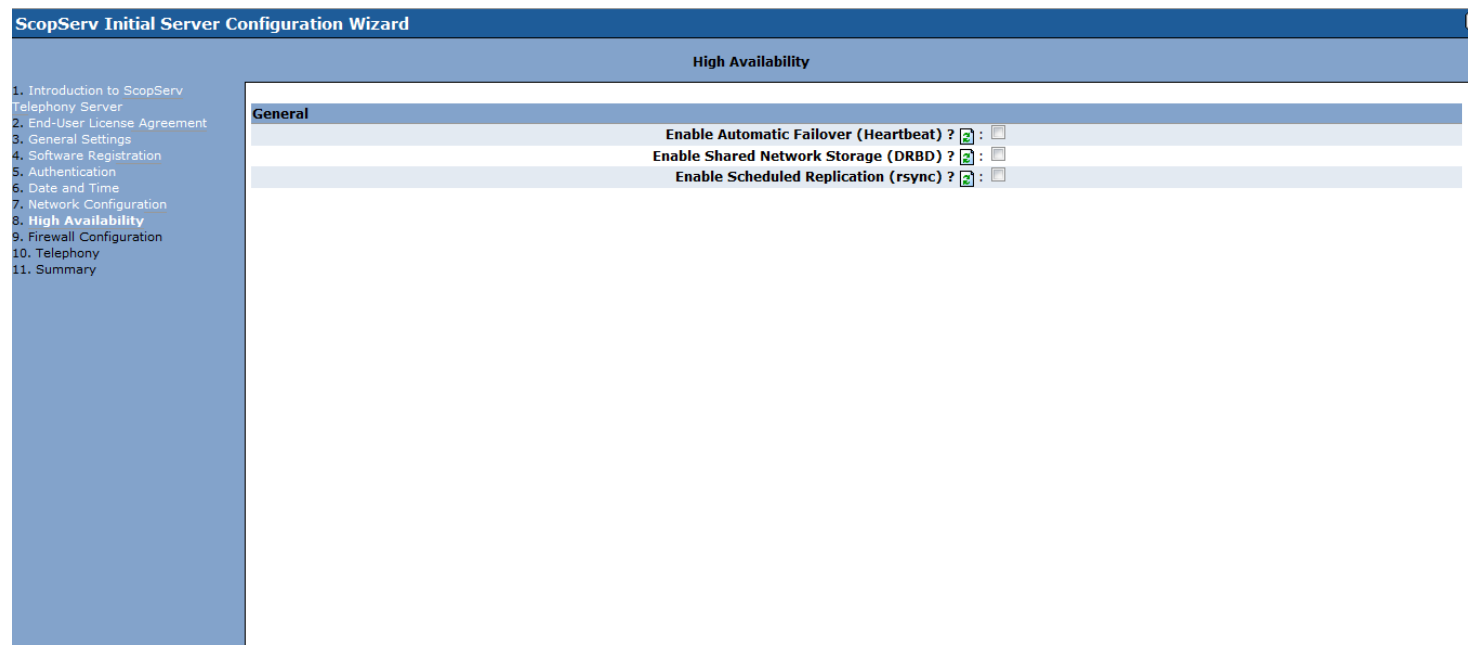 ScopServ Initial Server Configuration Wizard
High Availability
1. Introduction to ScopServ
Telephony Server
2. End-User License Agreement
3. General Settings
4. Software Registration
5. Authentication
6. Date and Time
7. Network Configuration
8. High Availability
9. Firewall Configuration
10. Telephony
11. Summary
General
Enable Automatic Failover (Heartbeat) ? :
Enable Shared Network Storage (DRBD) ? :
Enable Scheduled Replication (rsync) ? :